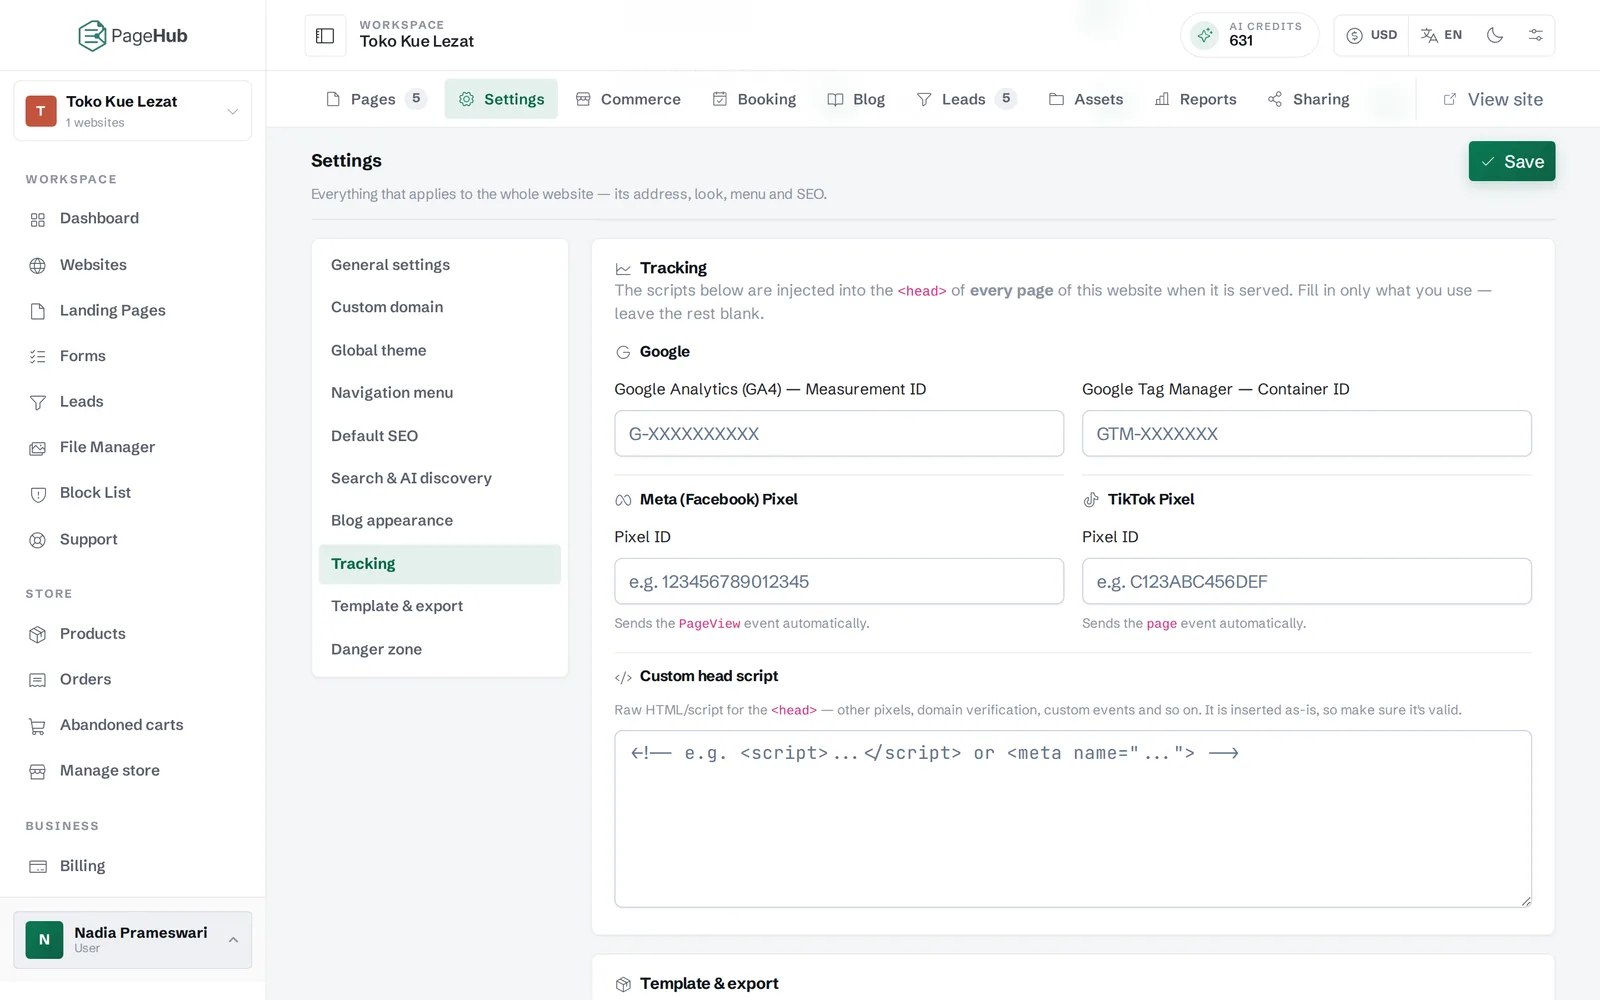 PageHub
WORKSPACE
Toko Kue Lezat
AI CREDITS
631
USD
EN
T
Toko Kue Lezat
1 websites
Pages 5
Settings
Commerce
Booking
Blog
Leads 5
Assets
Reports
Sharing
View site
WORKSPACE
Dashboard
Websites
Landing Pages
Forms
Leads
File Manager
Block List
Support
STORE
Products
Orders
Abandoned carts
Manage store
BUSINESS
Billing
N
Nadia Prameswari
User
Settings
Everything that applies to the whole website — its address, look, menu and SEO.
Save
General settings
Custom domain
Global theme
Navigation menu
Default SEO
Search & AI discovery
Blog appearance
Tracking
Template & export
Danger zone
Tracking
The scripts below are injected into the <head> of every page of this website when it is served. Fill in only what you use —
leave the rest blank.
Google
Google Analytics (GA4) — Measurement ID
G-XXXXXXXXXX
Google Tag Manager — Container ID
GTM-XXXXXXX
Meta (Facebook) Pixel
Pixel ID
e.g. 123456789012345
Sends the PageView event automatically.
TikTok Pixel
Pixel ID
e.g. C123ABC456DEF
Sends the page event automatically.
</> Custom head script
Raw HTML/script for the <head> — other pixels, domain verification, custom events and so on. It is inserted as-is, so make sure it's valid.
<!-- e.g. <script>...</script> or <meta name="..."> -->
Template & export